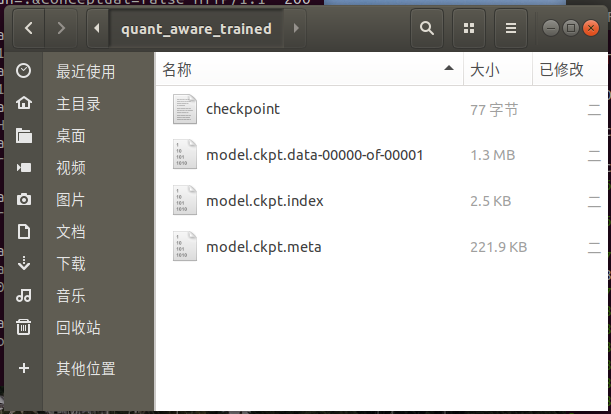 quant_aware_trained
最近使用
主目录
桌面
视频
图片
文档
下载
音乐
回收站
其他位置
名称 大小 已修改
checkpoint 77 字节 二
model.ckpt.data-00000-of-00001 1.3 MB 二
model.ckpt.index 2.5 KB 二
model.ckpt.meta 221.9 KB 二